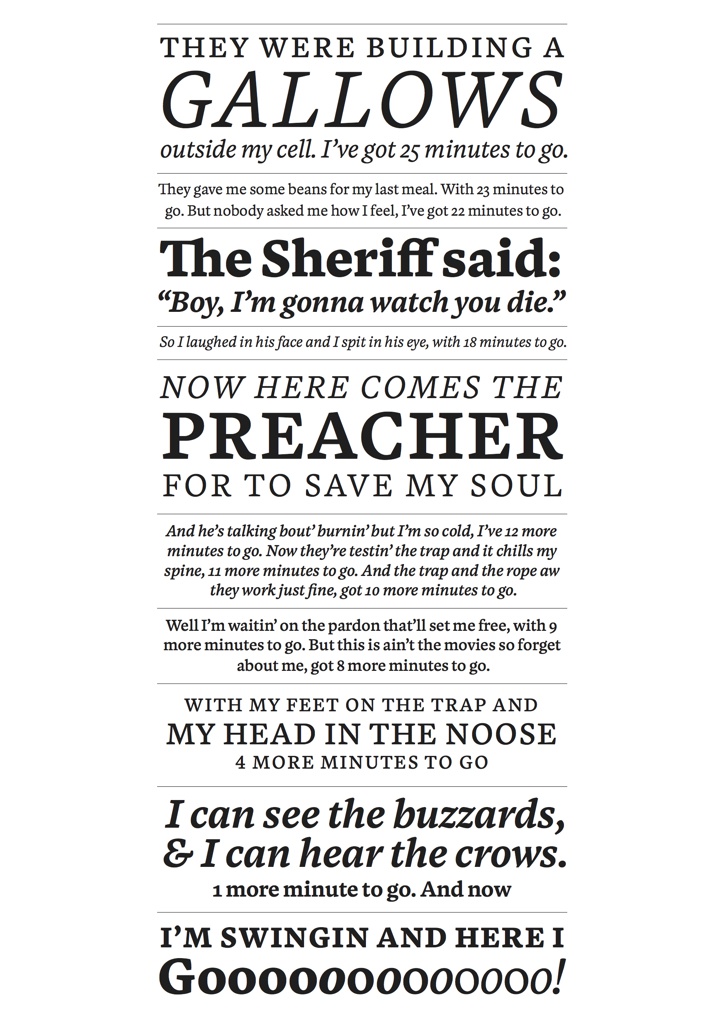 THEY WERE BUILDING A
GALLOWS
outside my cell. I’ve got 25 minutes to go.
They gave me some beans for my last meal. With 23 minutes to
go. But nobody asked me how I feel, I’ve got 22 minutes to go.
The Sheriff said:
“Boy, I’m gonna watch you die.”
So I laughed in his face and I spit in his eye, with 18 minutes to go.
NOW HERE COMES THE
PREACHER
FOR TO SAVE MY SOUL
And he’s talking bout’ burnin’ but I’m so cold, I’ve 12 more
minutes to go. Now they’re testin’ the trap and it chills my
spine, 11 more minutes to go. And the trap and the rope aw
they work just fine, got 10 more minutes to go.
Well I’m waitin’ on the pardon that’ll set me free, with 9
more minutes to go. But this is ain’t the movies so forget
about me, got 8 more minutes to go.
WITH MY FEET ON THE TRAP AND
MY HEAD IN THE NOOSE
4 MORE MINUTES TO GO
I can see the buzzards,
& I can hear the crows.
1 more minute to go. And now
I’M SWINGIN AND HERE I
Gooooooooooooo!